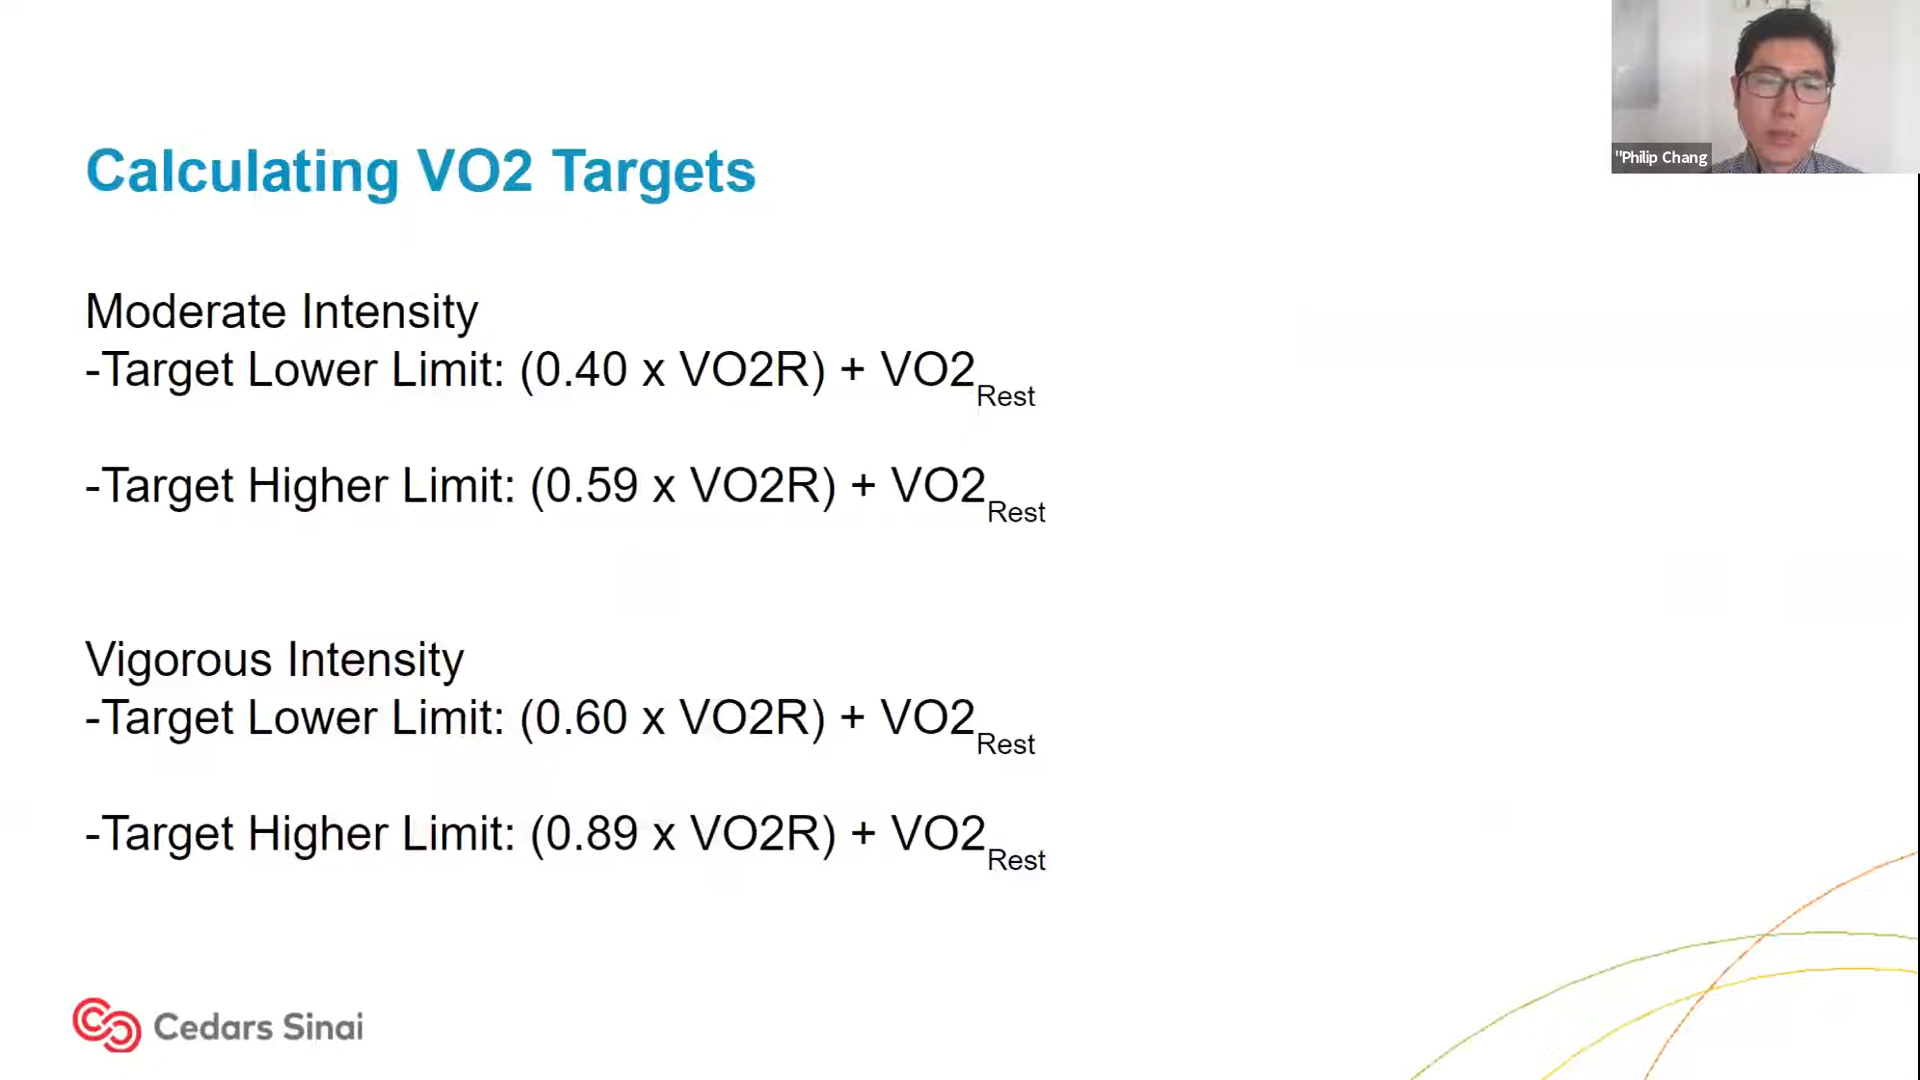 "Philip Chang
Calculating VO2 Targets
Moderate Intensity
-Target Lower Limit: (0.40 x VO2R) + VO2Rest
-Target Higher Limit: (0.59 x VO2R) + VO2Rest
Vigorous Intensity
-Target Lower Limit: (0.60 x VO2R) + VO2Rest
-Target Higher Limit: (0.89 x VO2R) + VO2Rest
Cedars Sinai